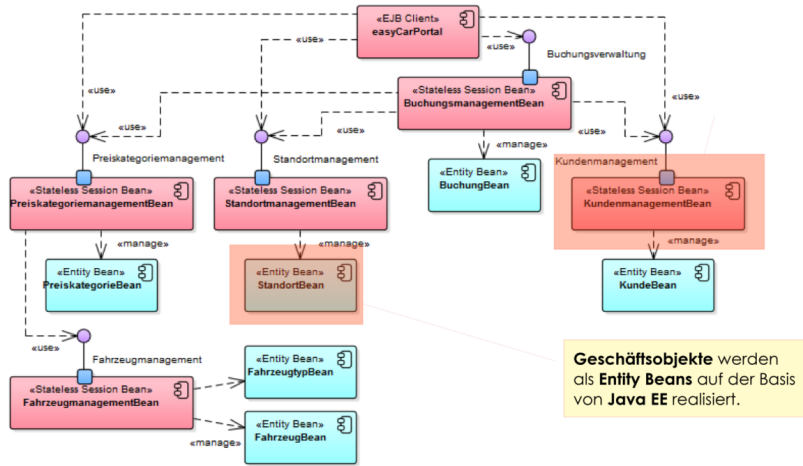 «EJB Client»
easyCarPortal
«use»
«use»
Buchungsverwaltung
«use»
«use»
«Stateless Session Bean»
BuchungsmanagementBean
«use»
«use»
«use»
«manage»
Preiskategoriemanagement
Standortmanagement
Kundenmanagement
«Entity Bean»
BuchungBean
«Stateless Session Bean»
PreiskategoriemanagementBean
«Stateless Session Bean»
StandortmanagementBean
«Stateless Session Bean»
KundenmanagementBean
«manage»
«manage»
«manage»
«Entity Bean»
PreiskategorieBean
«Entity Bean»
StandortBean
«Entity Bean»
KundeBean
«use»
Fahrzeugmanagement
«Entity Bean»
FahrzeugtypBean
«Stateless Session Bean»
FahrzeugmanagementBean
«Entity Bean»
FahrzeugBean
«manage»
Geschäftsobjekte werden
als Entity Beans auf der Basis
von Java EE realisiert.